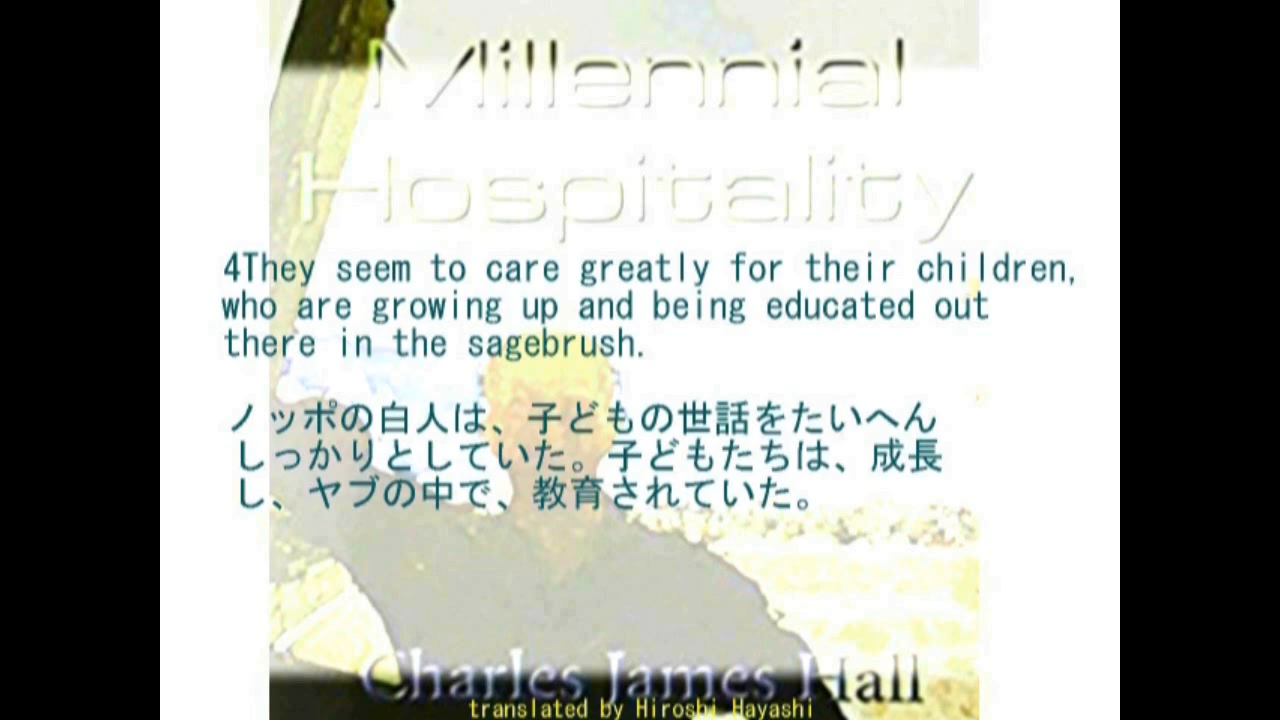 Millennial
Hospitality
4They seem to care greatly for their children,
who are growing up and being educated out
there in the sagebrush.
ノッポの白人は、子どもの世話をたいへん
しっかりとしていた。子どもたちは、成長
し、ヤブの中で、教育されていた。
Charles James Hall
translated by Hiroshi Hayashi